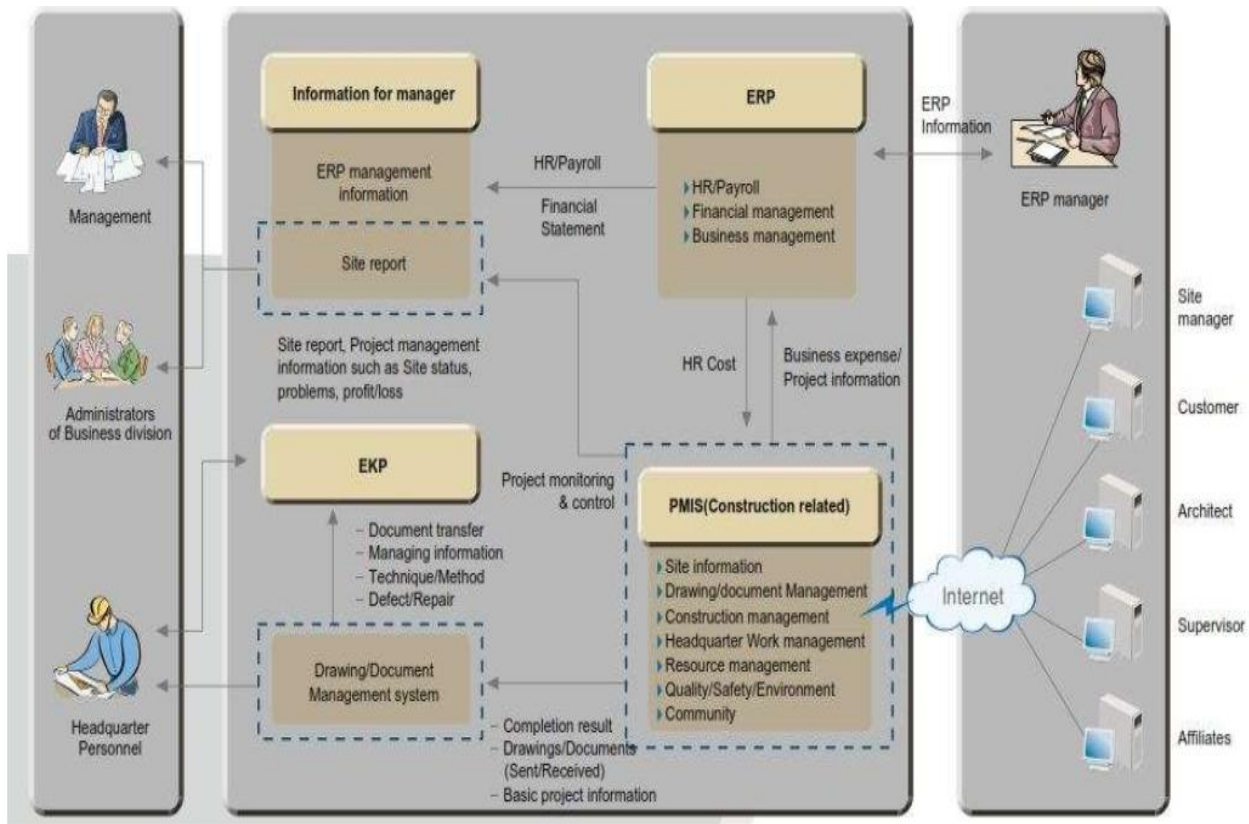 Management
Administrators
of Business division
Headquarter
Personnel
Information for manager
ERP management
information
Site report
Site report, Project management
information such as Site status,
problems, profit/loss
HR/Payroll
Financial
Statement
ERP
HR/Payroll
Financial management
Business management
HR Cost
Business expense/
Project information
EKP
– Document transfer
– Managing information
– Technique/Method
– Defect/Repair
Project monitoring
& control
Drawing/Document
Management system
– Completion result
– Drawings/Documents
(Sent/Received)
– Basic project information
PMIS(Construction related)
Site information
Drawing/document Management
Construction management
Headquarter Work management
Resource management
Quality/Safety/Environment
Community
ERP
Information
ERP manager
Internet
Site
manager
Customer
Architect
Supervisor
Affiliates